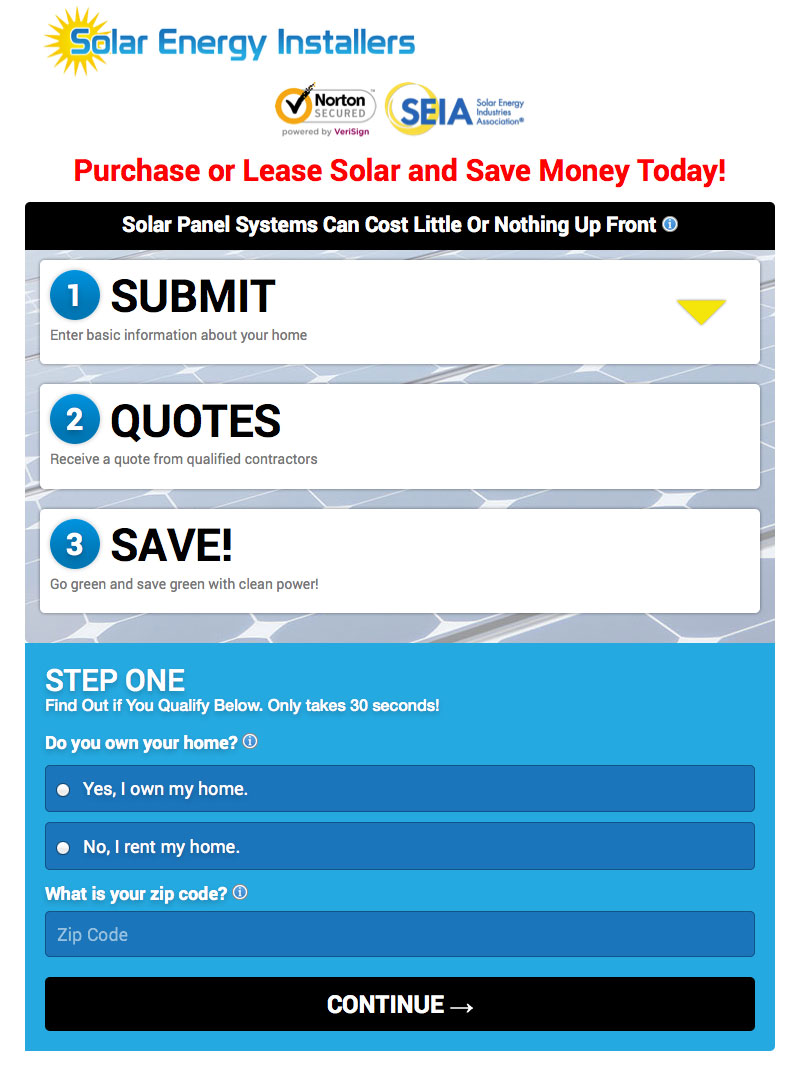 Solar Energy Installers
Norton™
SECURED
powered by VeriSign
SEIA
Solar Energy
Industries
Association®
Purchase or Lease Solar and Save Money Today!
Solar Panel Systems Can Cost Little Or Nothing Up Front
1 SUBMIT
Enter basic information about your home
2 QUOTES
Receive a quote from qualified contractors
3 SAVE!
Go green and save green with clean power!
STEP ONE
Find Out if You Qualify Below. Only takes 30 seconds!
Do you own your home?
Yes, I own my home.
No, I rent my home.
What is your zip code?
Zip Code
CONTINUE →